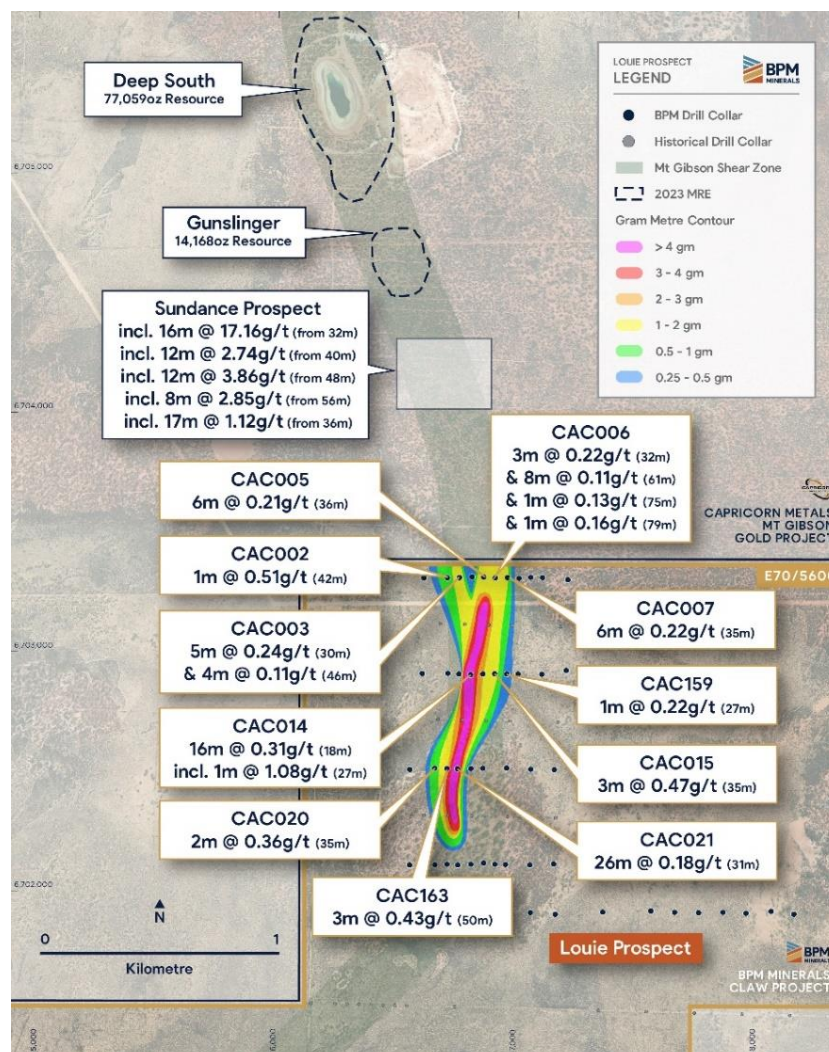 Deep South
77,059oz Resource
LOUIE PROSPECT
LEGEND
BPM
MINERALS
BPM Drill Collar
Historical Drill Collar
Mt Gibson Shear Zone
2023 MRE
Gram Metre Contour
> 4 gm
3 - 4 gm
2 - 3 gm
1 - 2 gm
0.5 - 1 gm
0.25 - 0.5 gm
Gunslinger
14,168oz Resource
Sundance Prospect
incl. 16m @ 17.16g/t (from 32m)
incl. 12m @ 2.74g/t (from 40m)
incl. 12m @ 3.86g/t (from 48m)
incl. 8m @ 2.85g/t (from 56m)
incl. 17m @ 1.12g/t (from 36m)
6,704,000
CAC006
3m @ 0.22g/t (32m)
& 8m @ 0.11g/t (61m)
& 1m @ 0.13g/t (75m)
& 1m @ 0.16g/t (79m)
CAC005
6m @ 0.21g/t (36m)
CAPRICORN METALS
MT GIBSON
GOLD PROJECT
CAC002
1m @ 0.51g/t (42m)
E70/5600
CAC007
6m @ 0.22g/t (35m)
CAC003
5m @ 0.24g/t (30m)
& 4m @ 0.11g/t (46m)
CAC159
1m @ 0.22g/t (27m)
CAC014
16m @ 0.31g/t (18m)
incl. 1m @ 1.08g/t (27m)
CAC015
3m @ 0.47g/t (35m)
CAC020
2m @ 0.36g/t (35m)
CAC021
26m @ 0.18g/t (31m)
6,702,000
CAC163
3m @ 0.43g/t (50m)
N
0 1
Kilometre
Louie Prospect
BPM
MINERALS
BPM MINERALS
CLAW PROJECT